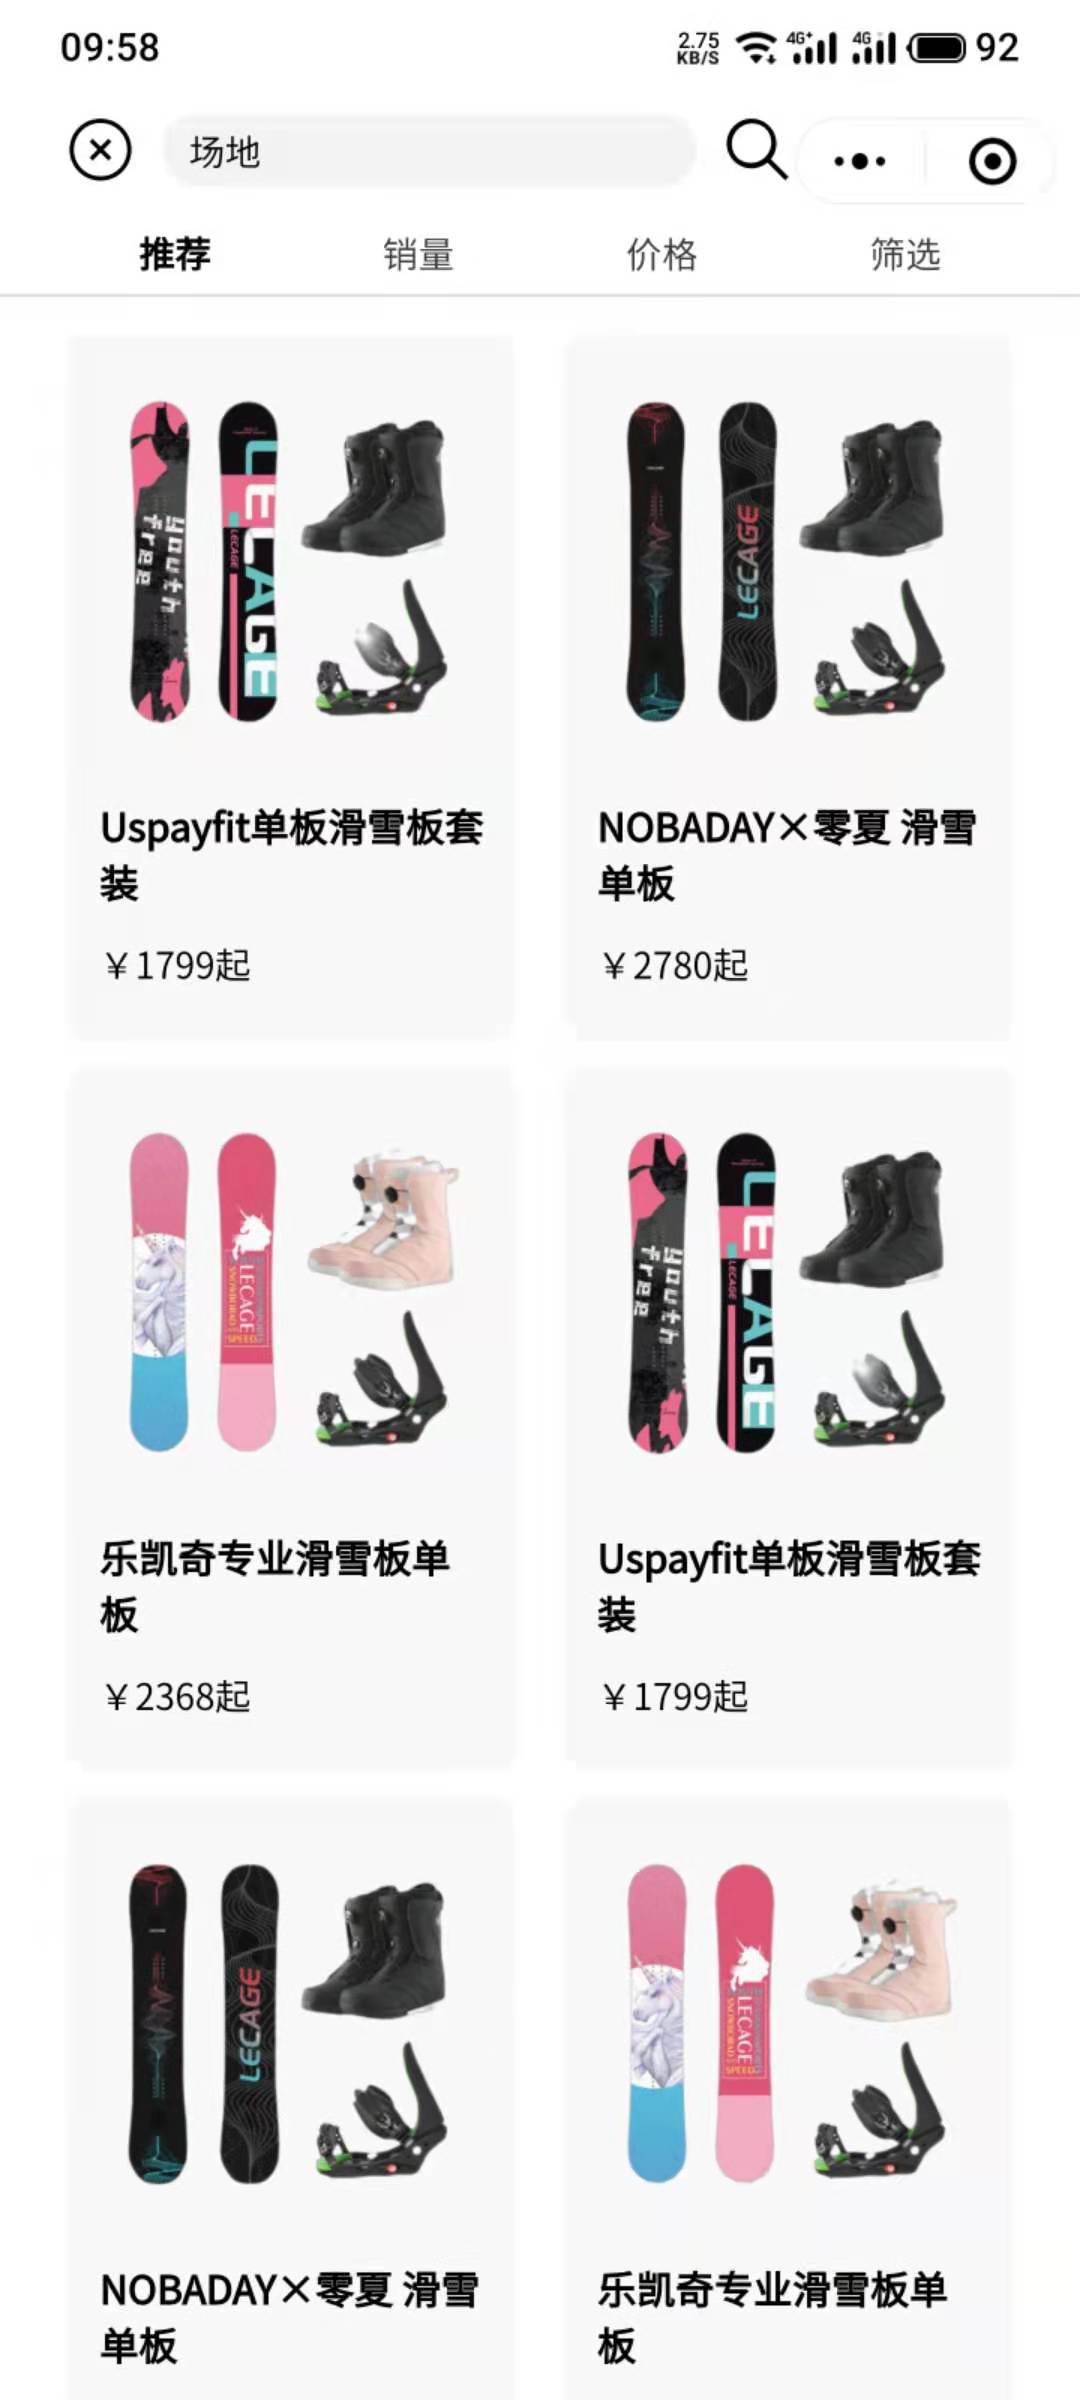 09:58
2.75
KB/S
4G+
4G
92
场地
推荐
销量
价格
筛选
youth
free
LECAGE
LECAGE
LECAGE
Uspayfit单板滑雪板套
装
￥1799起
NOBADAY×零夏 滑雪
单板
￥2780起
LECAGE
SPEED
youth
free
LECAGE
LECAGE
乐凯奇专业滑雪板单
板
￥2368起
Uspayfit单板滑雪板套
装
￥1799起
LECAGE
LECAGE
SPEED
NOBADAY×零夏 滑雪
单板
乐凯奇专业滑雪板单
板